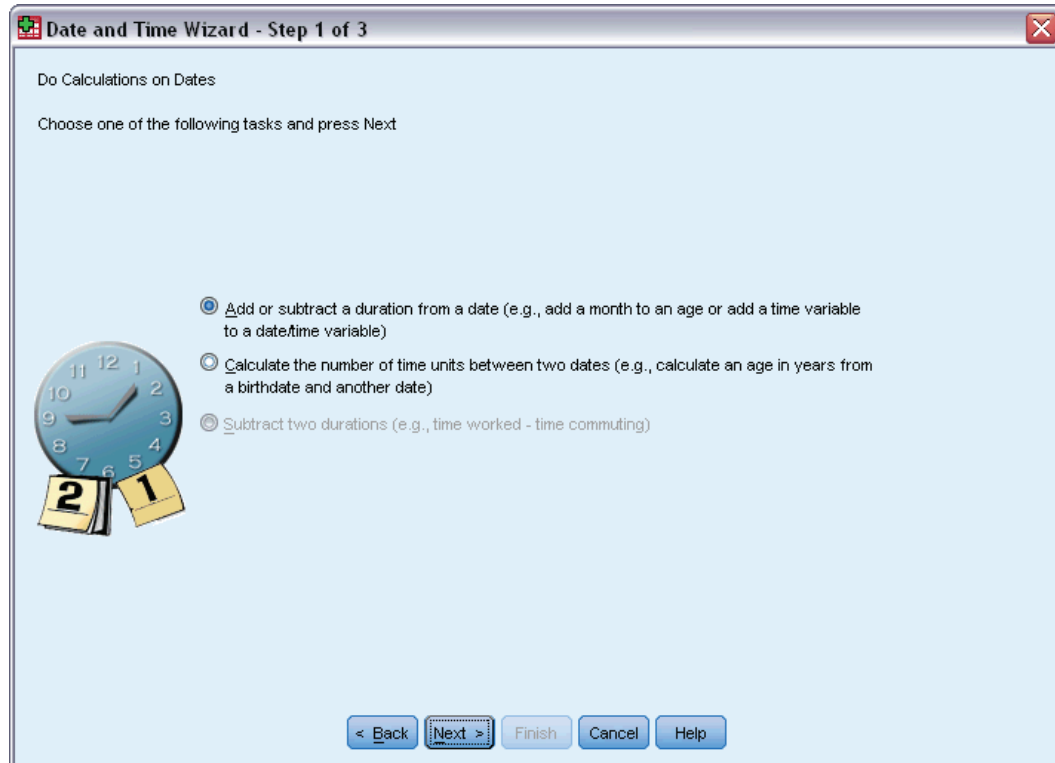 Date and Time Wizard - Step 1 of 3
Do Calculations on Dates
Choose one of the following tasks and press Next
Add or subtract a duration from a date (e.g., add a month to an age or add a time variable
to a date/time variable)
Calculate the number of time units between two dates (e.g., calculate an age in years from
a birthdate and another date)
Subtract two durations (e.g., time worked - time commuting)
11 12 1
10 2
9 3
8 4
7 6 5
2 1
< Back Next > Finish Cancel Help